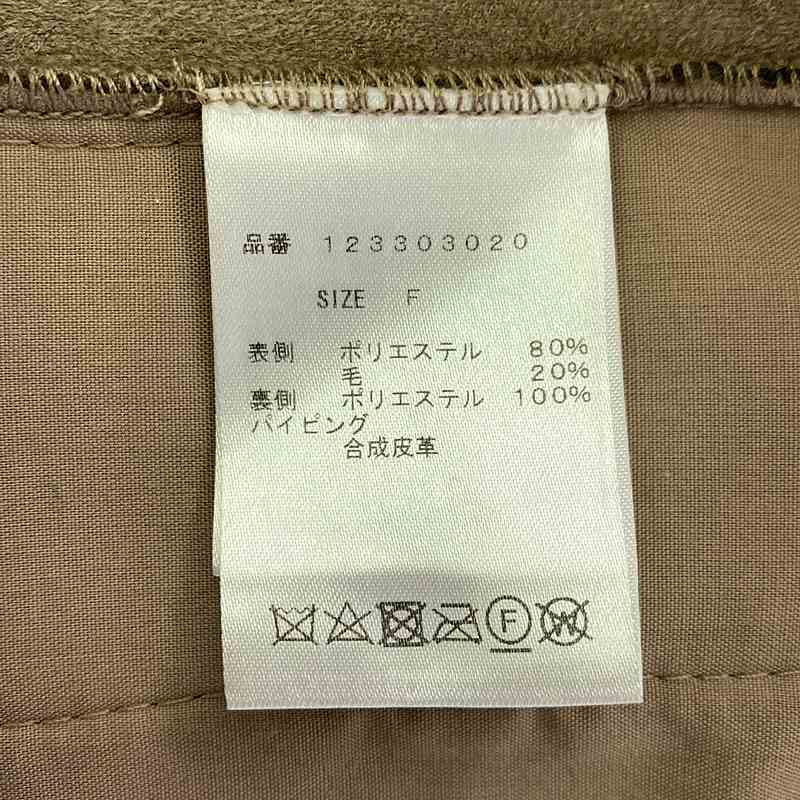 品番 123303020
SIZE F
表側 ポリエステル 80%
毛 20%
裏側 ポリエステル 100%
パイピング
合成皮革
F
W